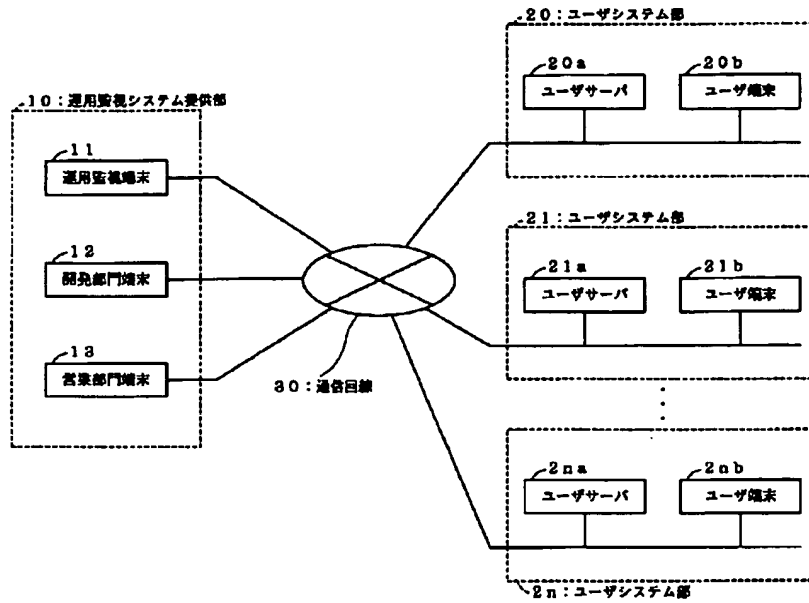 10：運用監視システム提供部
11
運用監視端末
12
開発部門端末
13
営業部門端末
30：通信回線
20：ユーザシステム部
20a
ユーザサーバ
20b
ユーザ端末
21：ユーザシステム部
21a
ユーザサーバ
21b
ユーザ端末
2na
ユーザサーバ
2nb
ユーザ端末
2n：ユーザシステム部